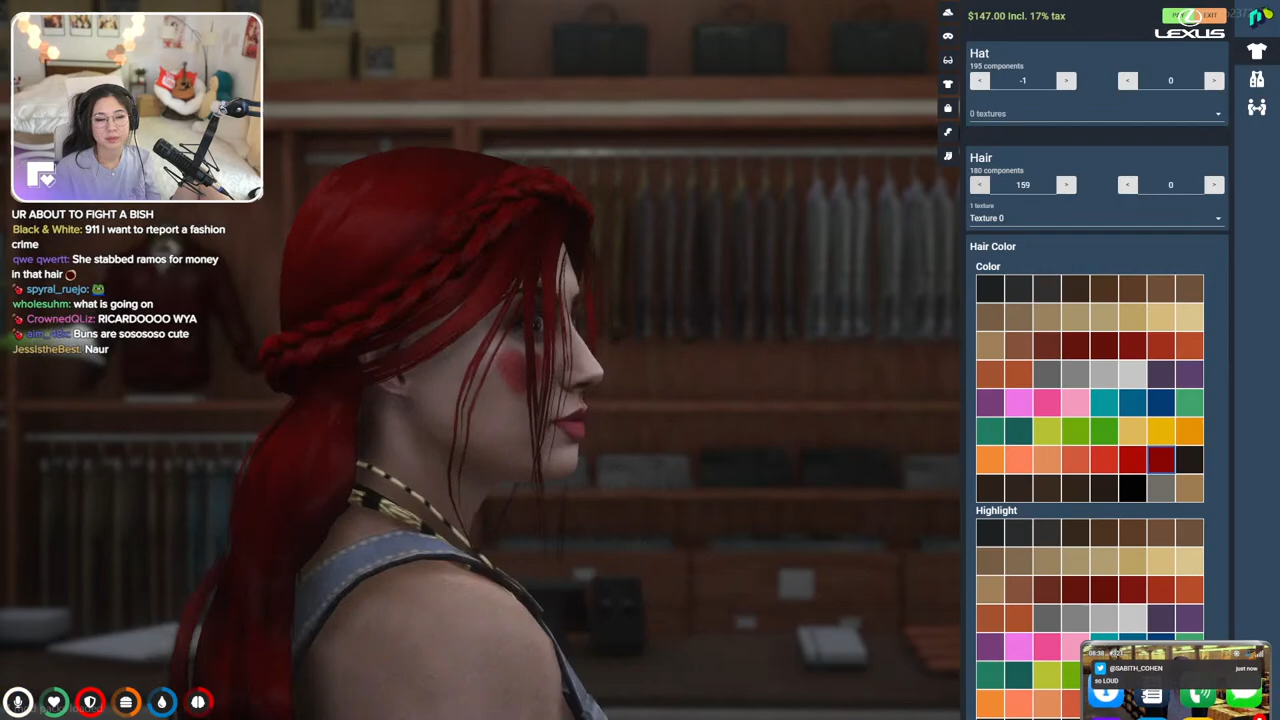 $147.00 Incl. 17% tax
EXIT
LEXUS
Hat
195 components
< -1 > < 0 >
0 textures
Hair
180 components
< 159 > < 0 >
1 texture
Texture 0
Hair Color
Color
Highlight
UR ABOUT TO FIGHT A BISH
Black & White: 911 i want to rteport a fashion
crime
qwe qwertt: She stabbed ramos for money
in that hair
spyral_ruejo:
wholesuhm: what is going on
CrownedQLiz: RICARDOOOO WYA
Buns are sosososo cute
JessistheBest: Naur
08:38 #321
@SABITH_COHEN just now
so LOUD